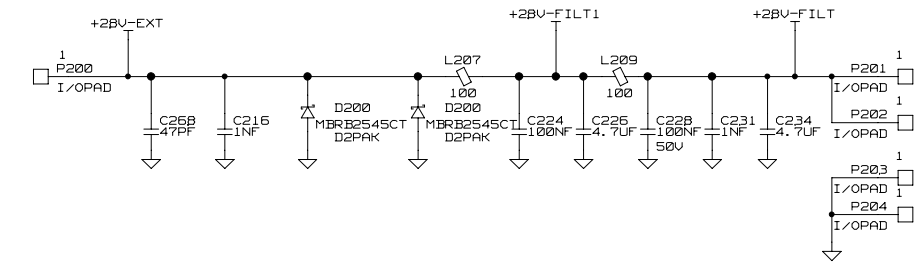 +28V-EXT
+28V-FILT1
+28V-FILT
1
P200
I/OPAD
L207
100
L209
100
1
P201
I/OPAD
1
P202
I/OPAD
C268
47PF
C216
1NF
D200
MBRB2545CT
D2PAK
D200
MBRB2545CT
D2PAK
C224
100NF
C226
4.7UF
C228
100NF
50V
C231
1NF
C234
4.7UF
1
P203
I/OPAD
1
P204
I/OPAD